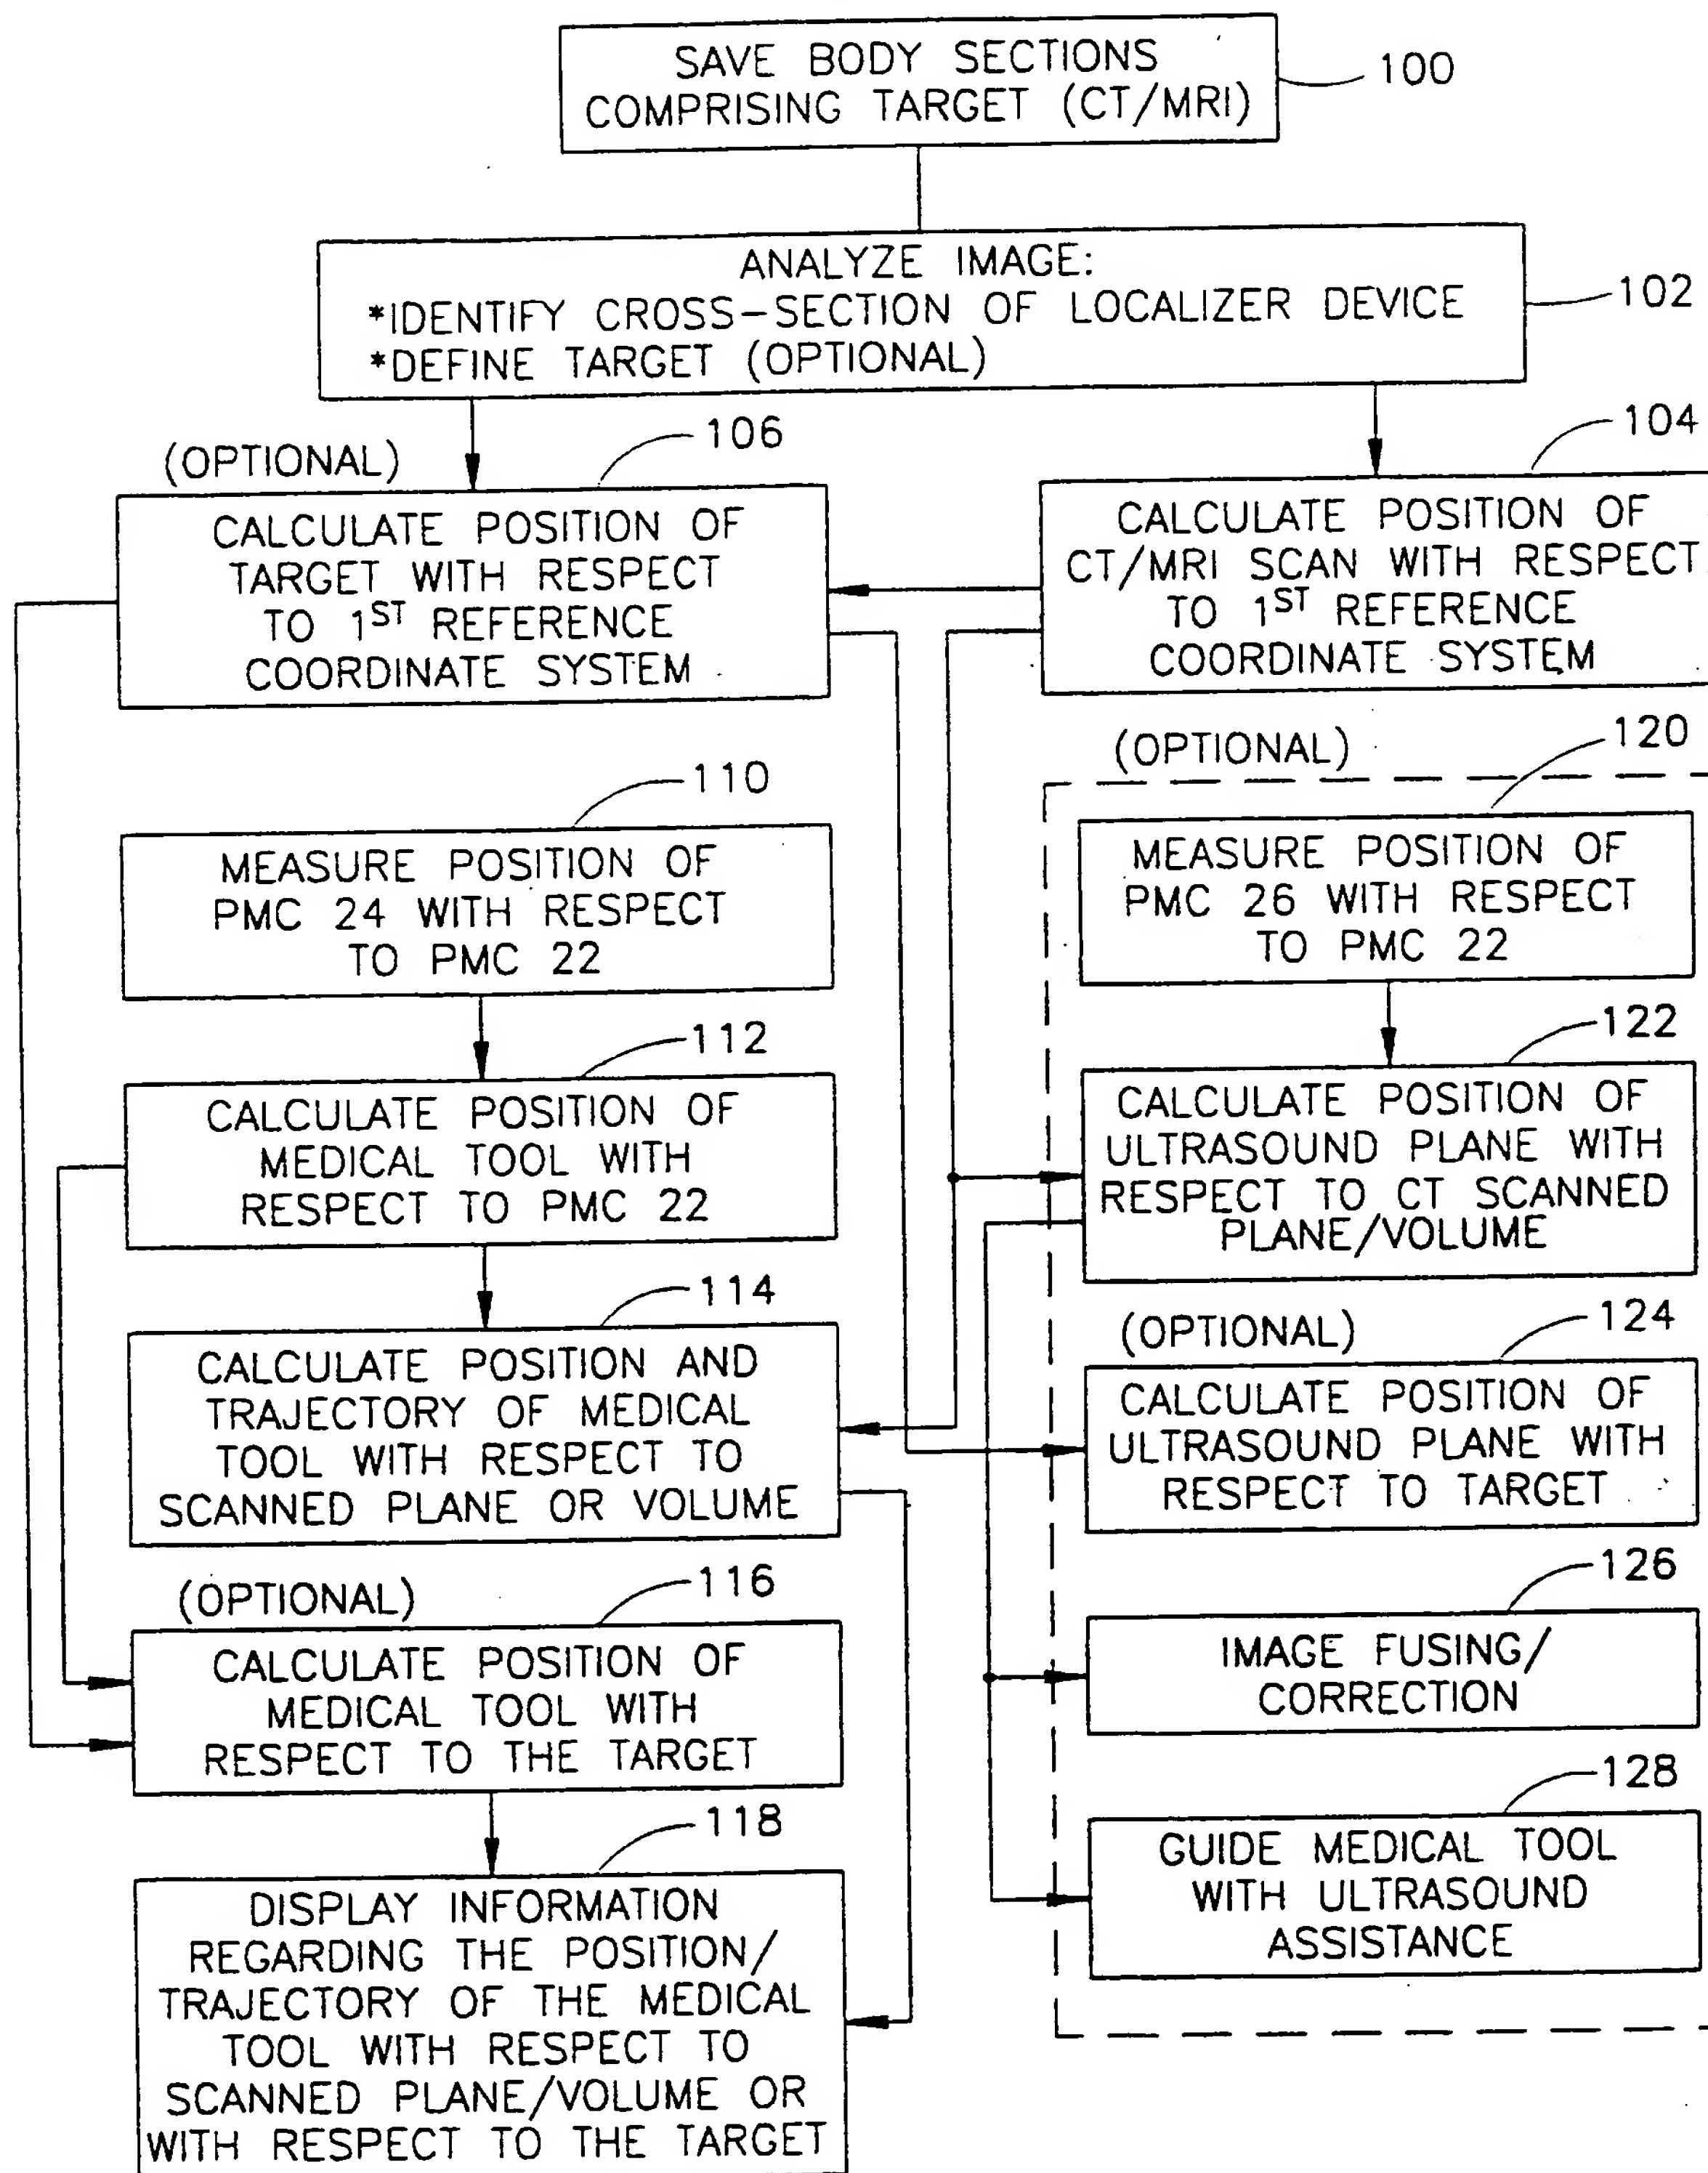 SAVE BODY SECTIONS
COMPRISING TARGET (CT/MRI)
100
ANALYZE IMAGE:
*IDENTIFY CROSS-SECTION OF LOCALIZER DEVICE
*DEFINE TARGET (OPTIONAL)
102
(OPTIONAL)
106
CALCULATE POSITION OF
TARGET WITH RESPECT
TO 1ST REFERENCE
COORDINATE SYSTEM
104
CALCULATE POSITION OF
CT/MRI SCAN WITH RESPECT
TO 1ST REFERENCE
COORDINATE SYSTEM
110
MEASURE POSITION OF
PMC 24 WITH RESPECT
TO PMC 22
112
CALCULATE POSITION OF
MEDICAL TOOL WITH
RESPECT TO PMC 22
114
CALCULATE POSITION AND
TRAJECTORY OF MEDICAL
TOOL WITH RESPECT TO
SCANNED PLANE OR VOLUME
(OPTIONAL)
116
CALCULATE POSITION OF
MEDICAL TOOL WITH
RESPECT TO THE TARGET
118
DISPLAY INFORMATION
REGARDING THE POSITION/
TRAJECTORY OF THE MEDICAL
TOOL WITH RESPECT TO
SCANNED PLANE/VOLUME OR
WITH RESPECT TO THE TARGET
(OPTIONAL)
120
MEASURE POSITION OF
PMC 26 WITH RESPECT
TO PMC 22
122
CALCULATE POSITION OF
ULTRASOUND PLANE WITH
RESPECT TO CT SCANNED
PLANE/VOLUME
(OPTIONAL)
124
CALCULATE POSITION OF
ULTRASOUND PLANE WITH
RESPECT TO TARGET
126
IMAGE FUSING/
CORRECTION
128
GUIDE MEDICAL TOOL
WITH ULTRASOUND
ASSISTANCE